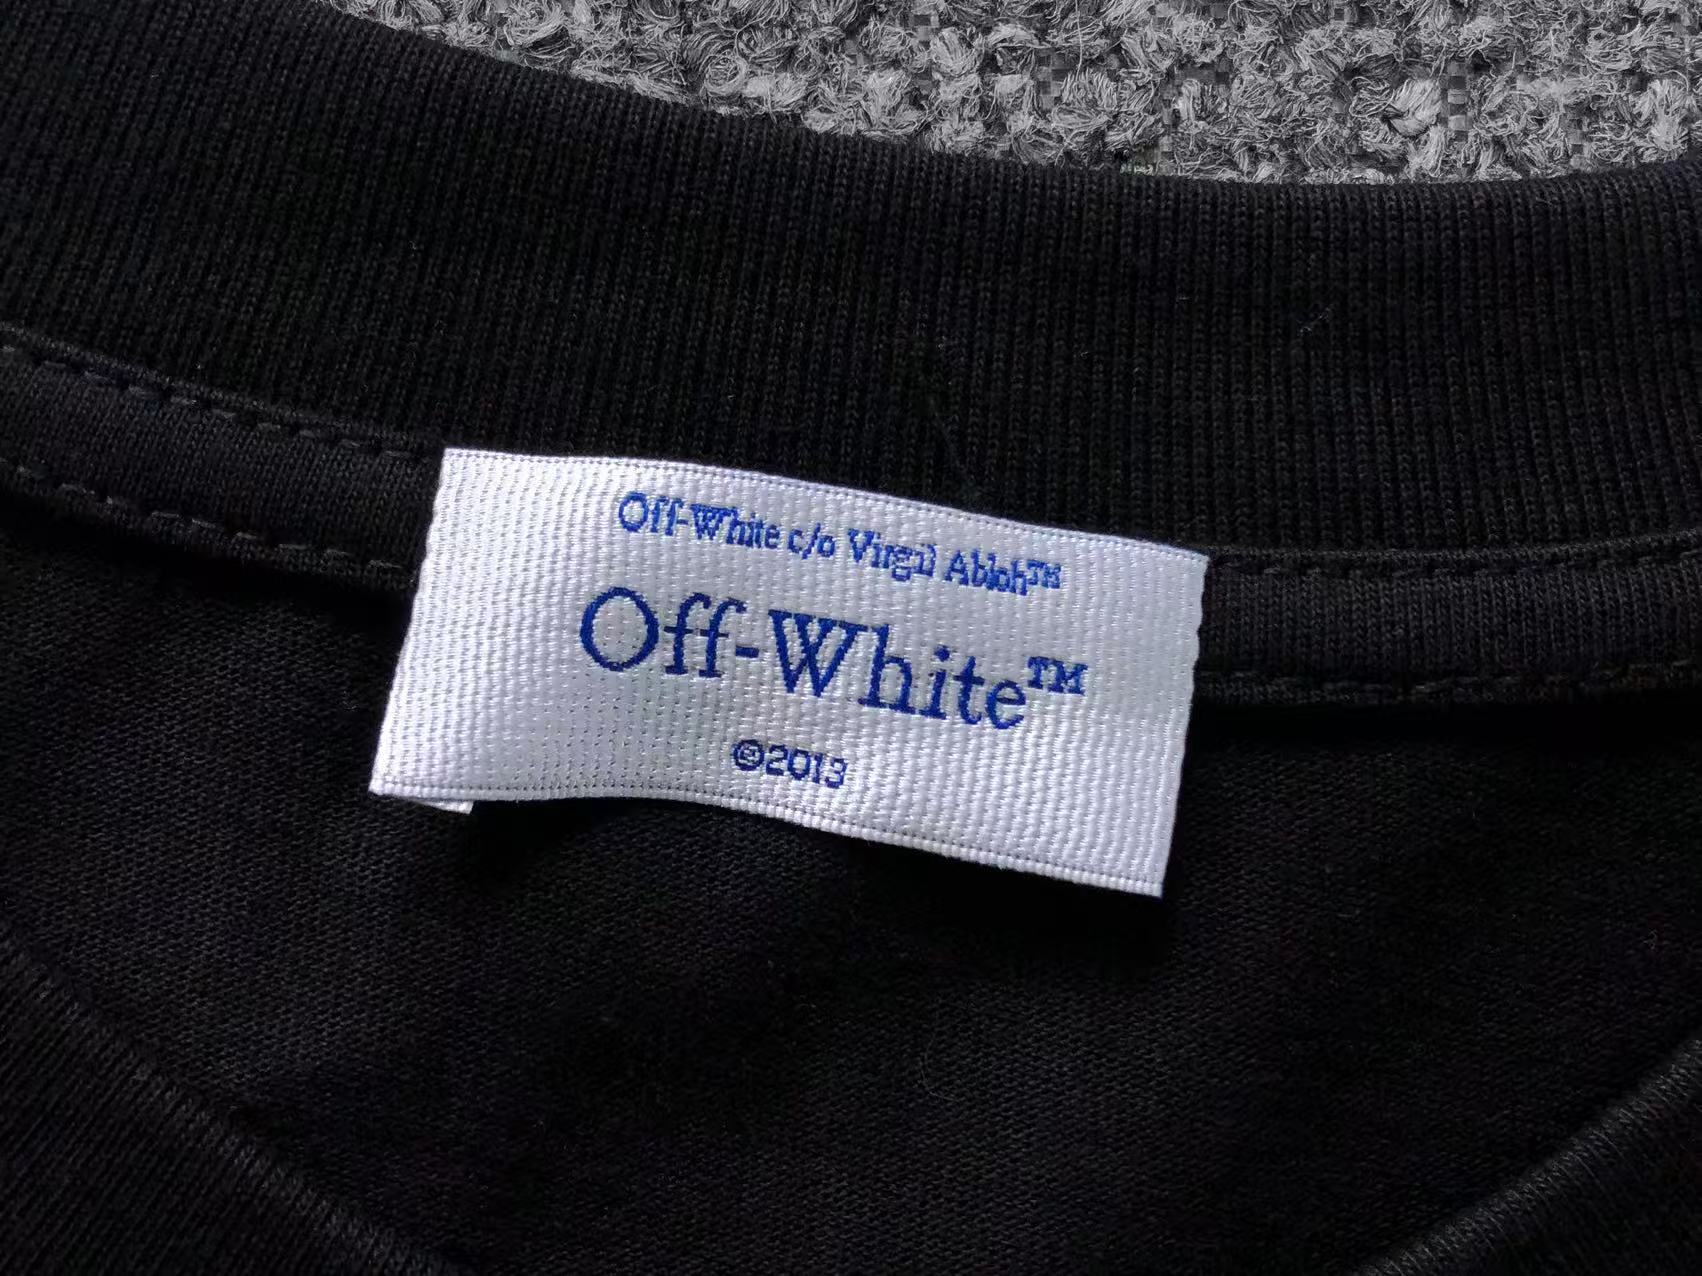 Off-White c/o Virgil Abloh™
Off-White™
©2013